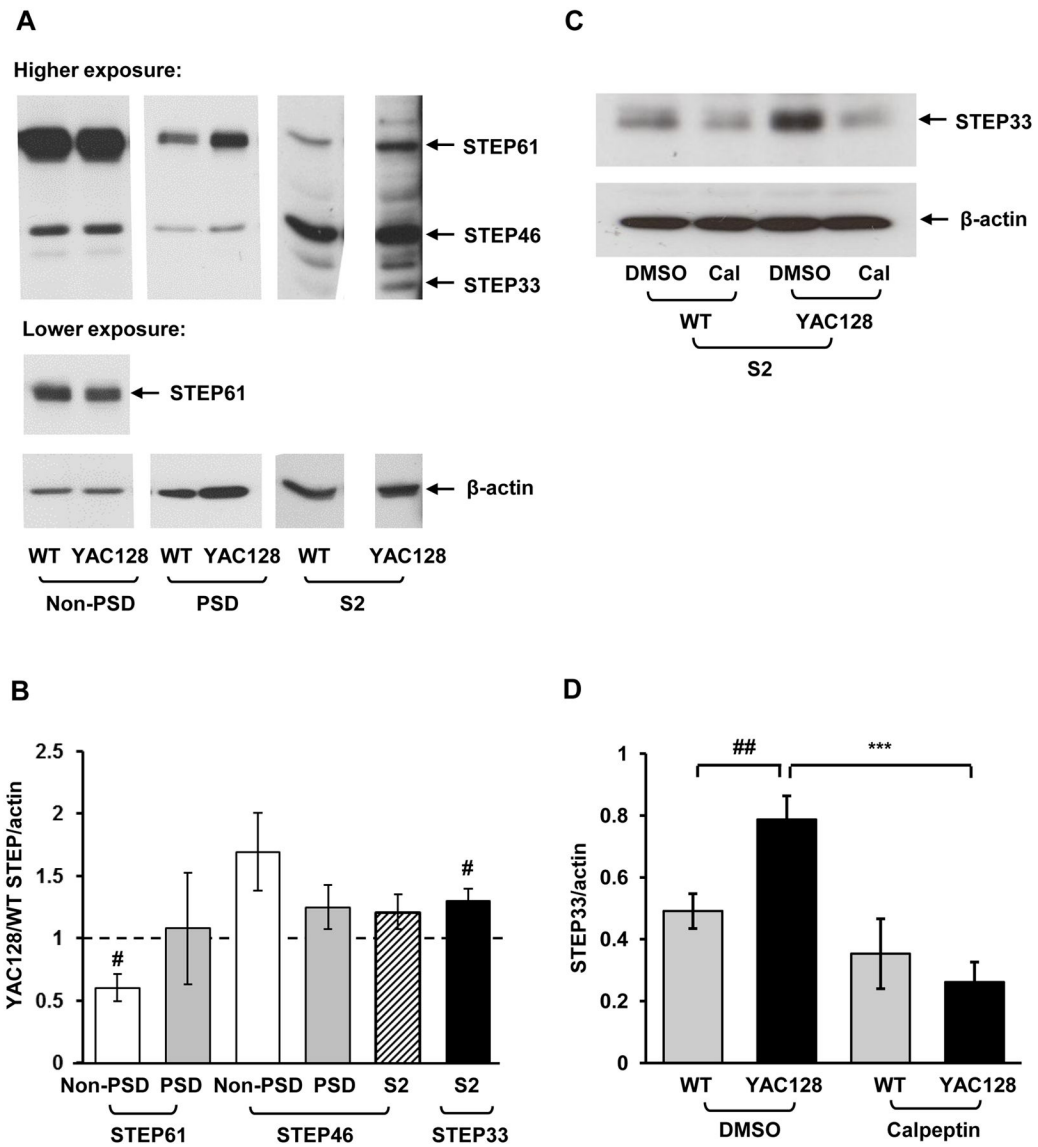 A
Higher exposure:
STEP61
STEP46
STEP33
Lower exposure:
STEP61
β-actin
WT YAC128 WT YAC128 WT YAC128
Non-PSD PSD S2
C
STEP33
β-actin
DMSO Cal DMSO Cal
WT YAC128
S2
B
YAC128/WT STEP/actin
2.5
2
1.5
1
0.5
0
#
#
Non-PSD PSD Non-PSD PSD S2 S2
STEP61 STEP46 STEP33
D
STEP33/actin
1
0.8
0.6
0.4
0.2
0
##
***
WT YAC128 WT YAC128
DMSO Calpeptin